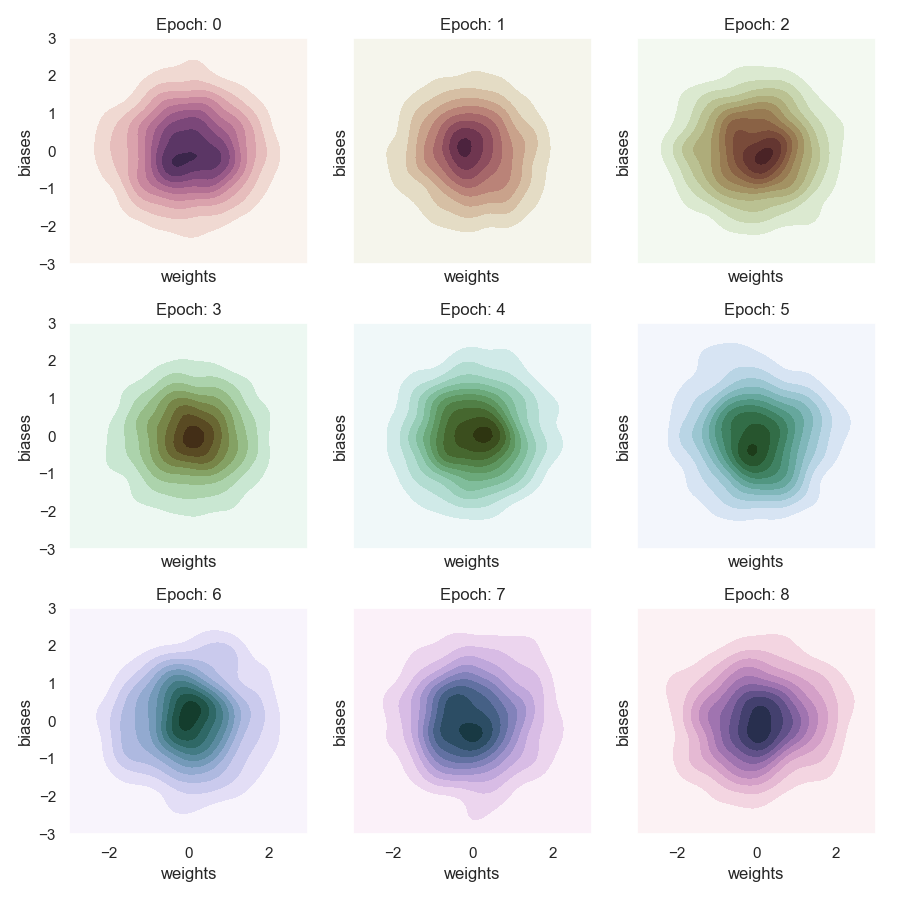 Epoch: 0 Epoch: 1 Epoch: 2
3
2
1
0
−1
−2
−3
biases biases biases
weights weights weights
Epoch: 3 Epoch: 4 Epoch: 5
3
2
1
0
−1
−2
−3
biases biases biases
weights weights weights
Epoch: 6 Epoch: 7 Epoch: 8
3
2
1
0
−1
−2
−3
biases biases biases
−2 0 2 −2 0 2 −2 0 2
weights weights weights